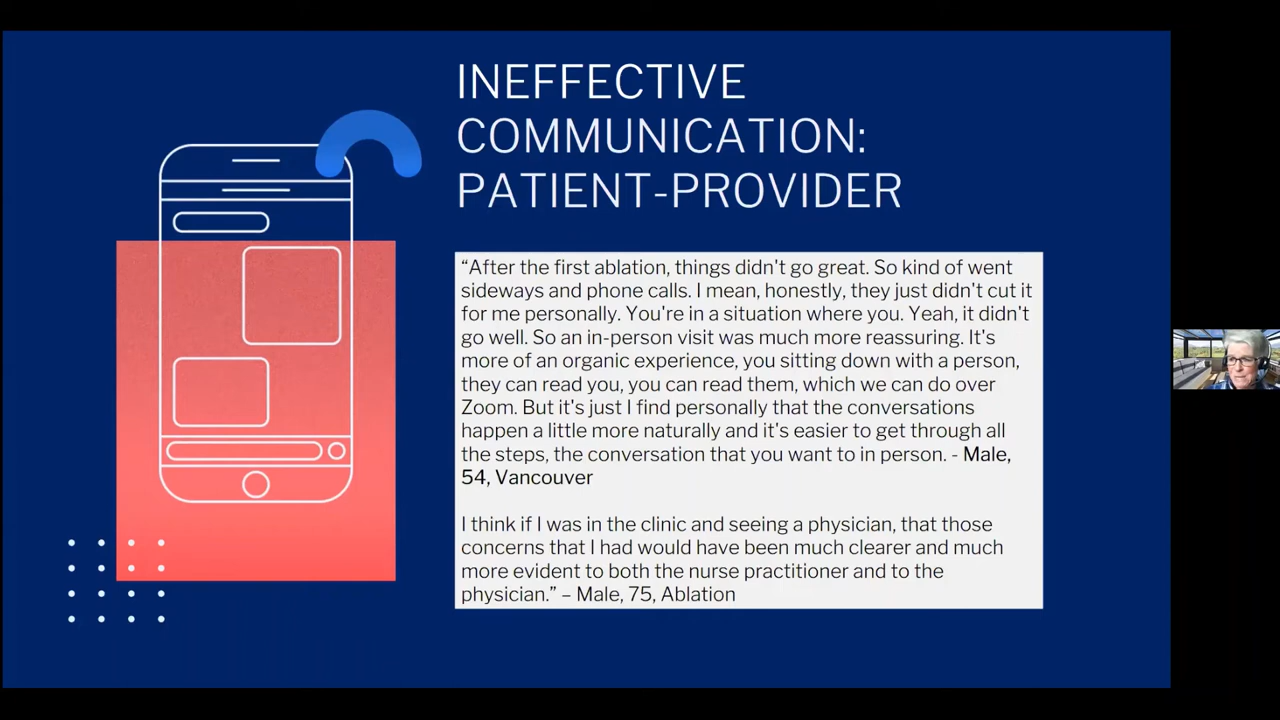 INEFFECTIVE
COMMUNICATION:
PATIENT-PROVIDER
“After the first ablation, things didn't go great. So kind of went
sideways and phone calls. I mean, honestly, they just didn't cut it
for me personally. You're in a situation where you. Yeah, it didn't
go well. So an in-person visit was much more reassuring. It's
more of an organic experience, you sitting down with a person,
they can read you, you can read them, which we can do over
Zoom. But it's just I find personally that the conversations
happen a little more naturally and it's easier to get through all
the steps, the conversation that you want to in person. - Male,
54, Vancouver
I think if I was in the clinic and seeing a physician, that those
concerns that I had would have been much clearer and much
more evident to both the nurse practitioner and to the
physician.” – Male, 75, Ablation